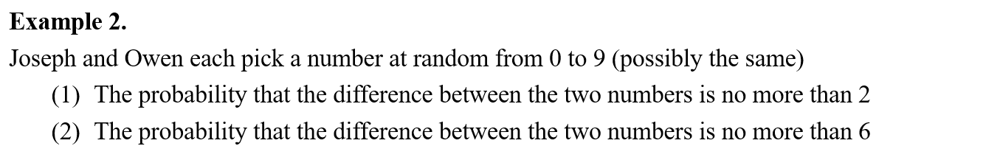 Example 2.
Joseph and Owen each pick a number at random from 0 to 9 (possibly the same)
(1) The probability that the difference between the two numbers is no more than 2
(2) The probability that the difference between the two numbers is no more than 6